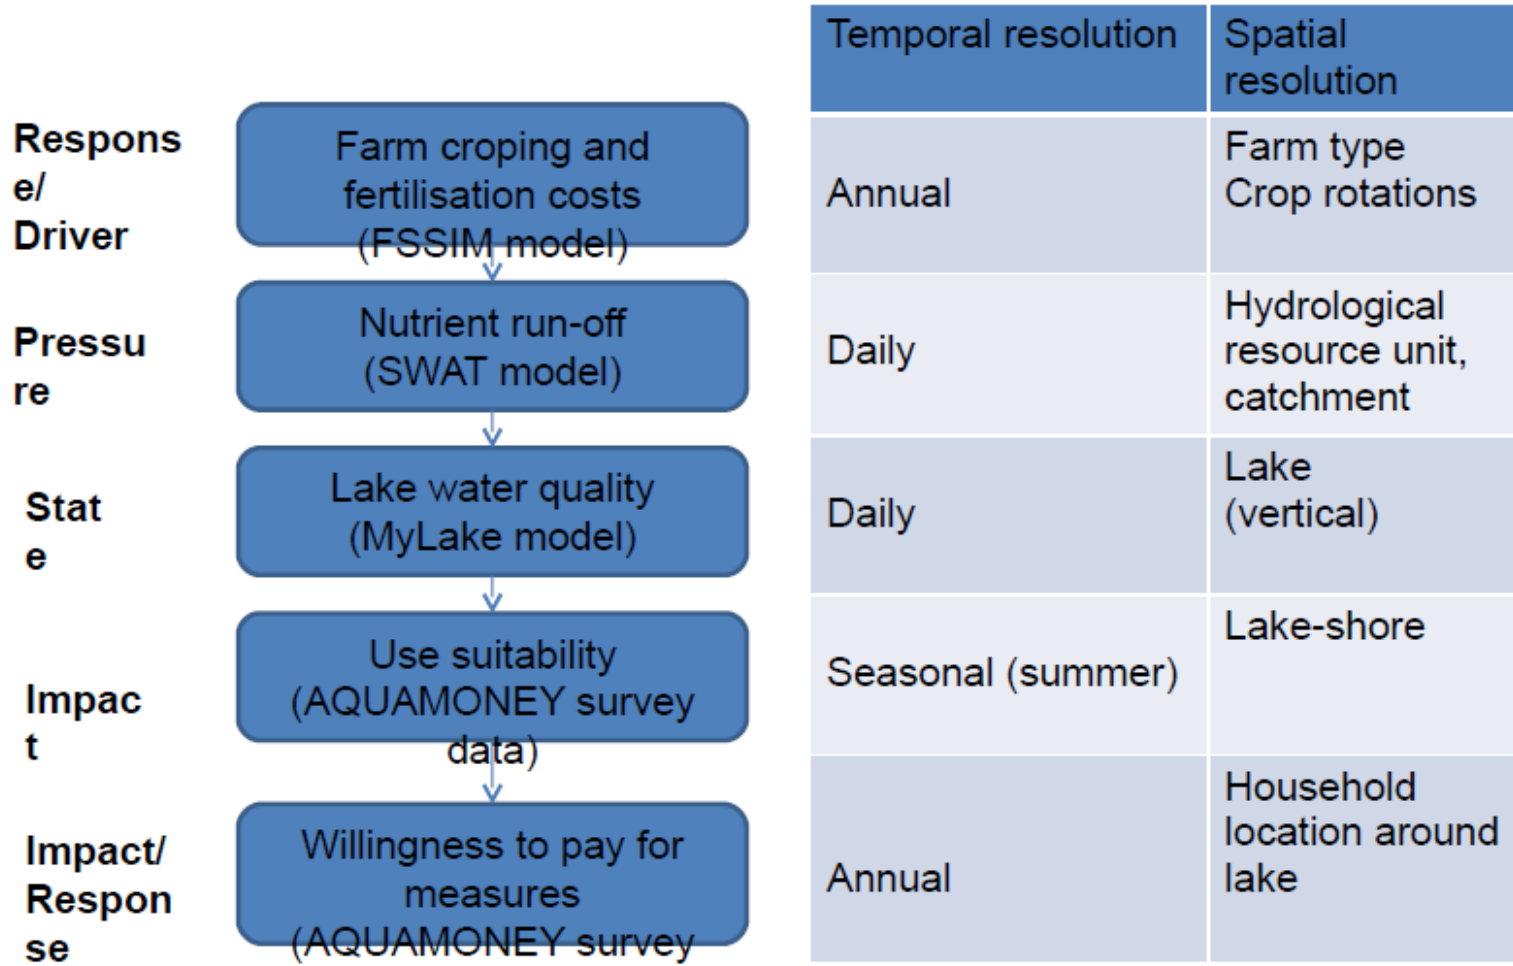 Temporal resolution
Spatial
resolution
Respons
e/
Driver
Farm croping and
fertilisation costs
(FSSIM model)
Annual
Farm type
Crop rotations
Pressu
re
Nutrient run-off
(SWAT model)
Daily
Hydrological
resource unit,
catchment
Stat
e
Lake water quality
(MyLake model)
Daily
Lake
(vertical)
Impac
t
Use suitability
(AQUAMONEY survey
data)
Seasonal (summer)
Lake-shore
Impact/
Respon
se
Willingness to pay for
measures
(AQUAMONEY survey
Annual
Household
location around
lake